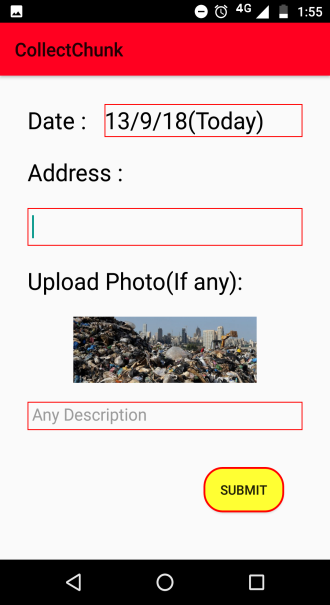 4G 1:55
CollectChunk
Date : 13/9/18(Today)
Address :
Upload Photo(If any):
Any Description
SUBMIT